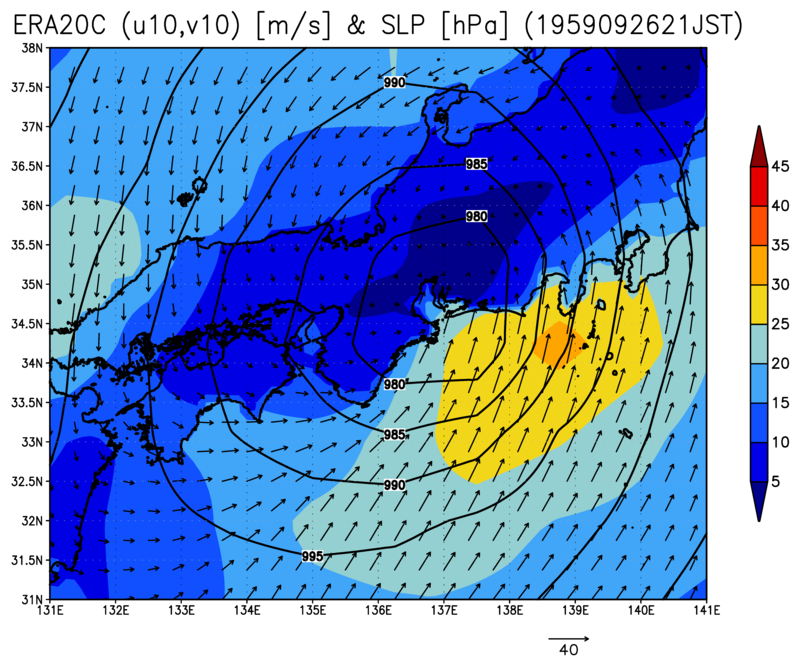 ERA20C (u10,v10) [m/s] & SLP [hPa] (1959092621JST)
38N
37.5N
37N
36.5N
36N
35.5N
35N
34.5N
34N
33.5N
33N
32.5N
32N
31.5N
31N
990
985
980
980
985
990
995
131E 132E 133E 134E 135E 136E 137E 138E 139E 140E 141E
45
40
35
30
25
20
15
10
5
40